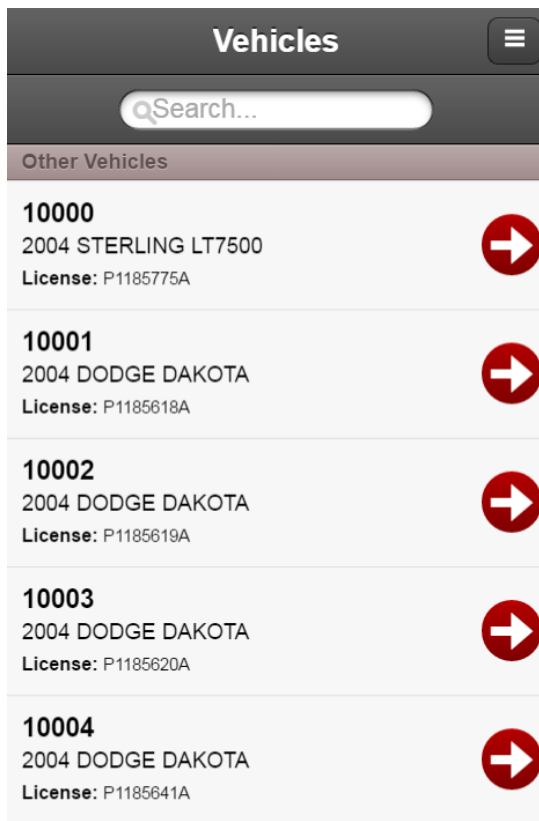 Vehicles
Search...
Other Vehicles
10000
2004 STERLING LT7500
License: P1185775A
10001
2004 DODGE DAKOTA
License: P1185618A
10002
2004 DODGE DAKOTA
License: P1185619A
10003
2004 DODGE DAKOTA
License: P1185620A
10004
2004 DODGE DAKOTA
License: P1185641A